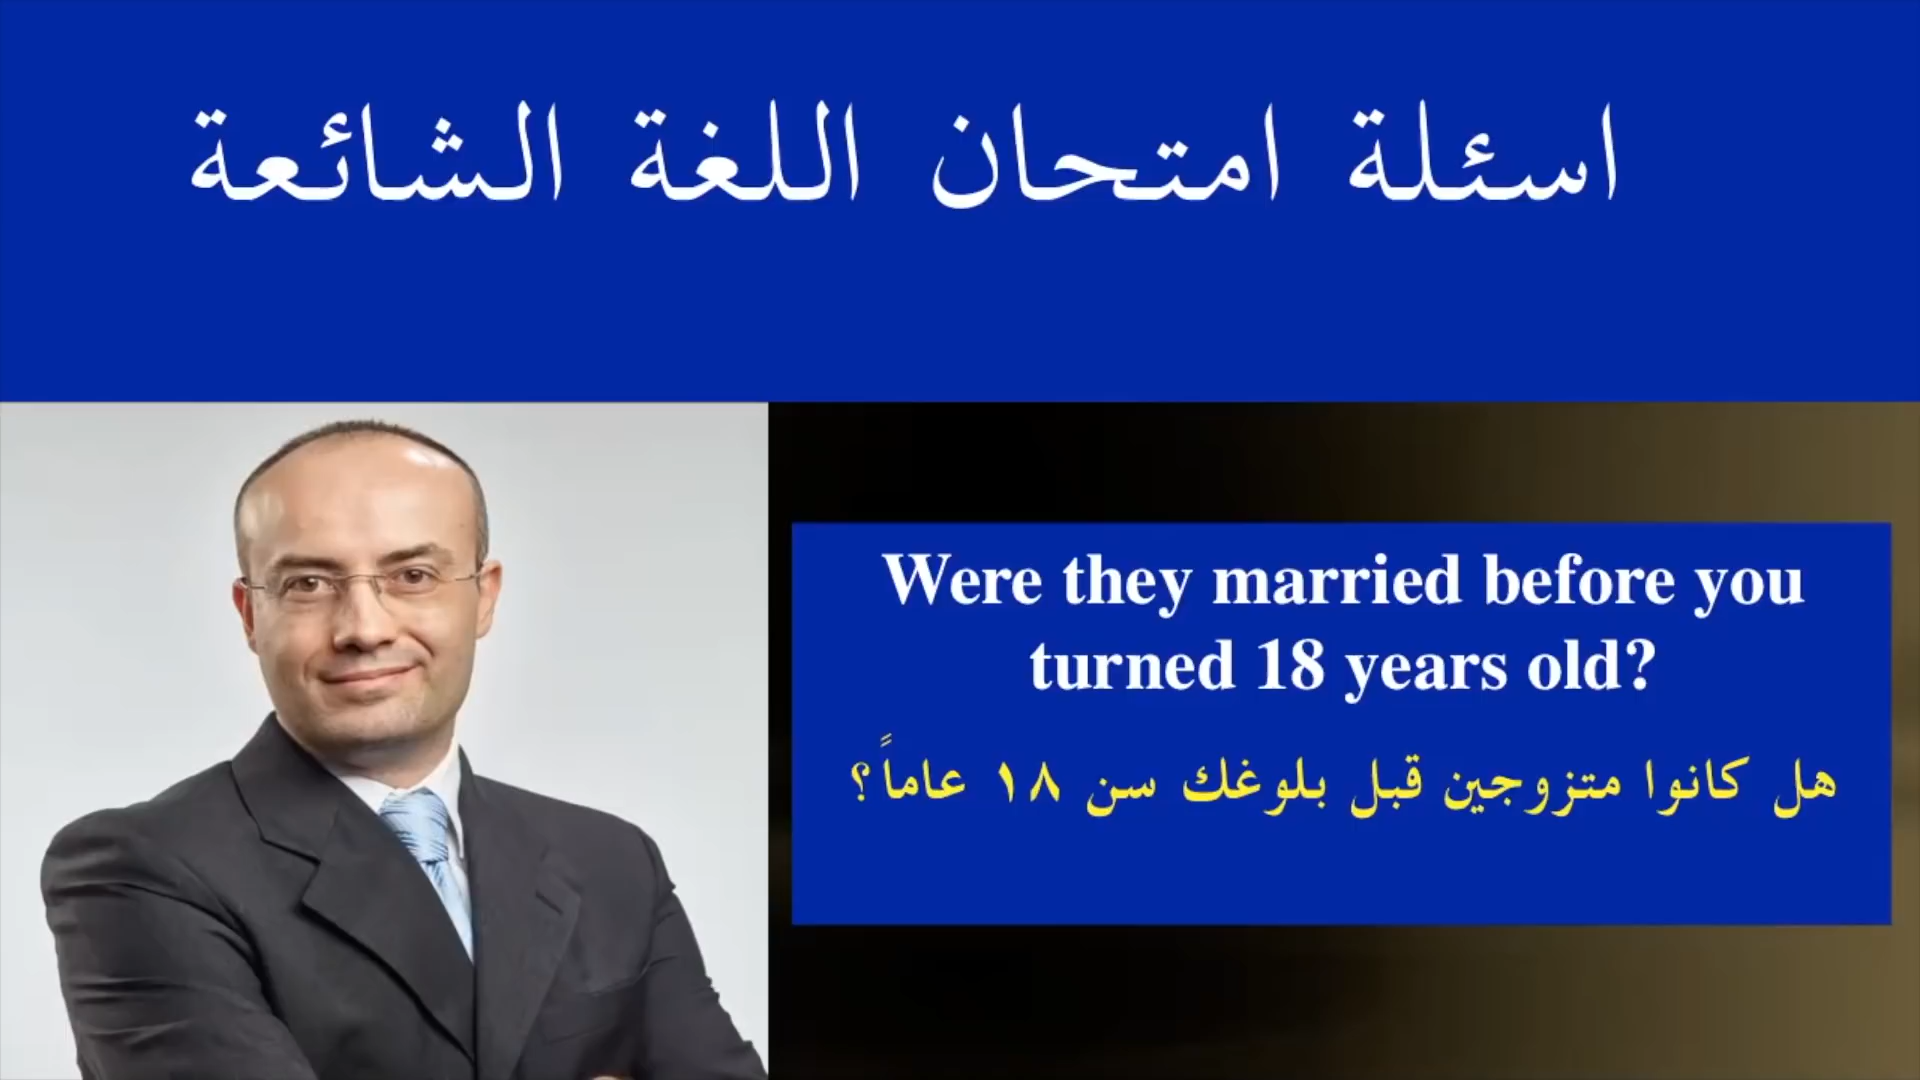 اسئلة امتحان اللغة الشائعة
Were they married before you
turned 18 years old?
هل كانوا متزوجين قبل بلوغك سن ١٨ عاماً؟